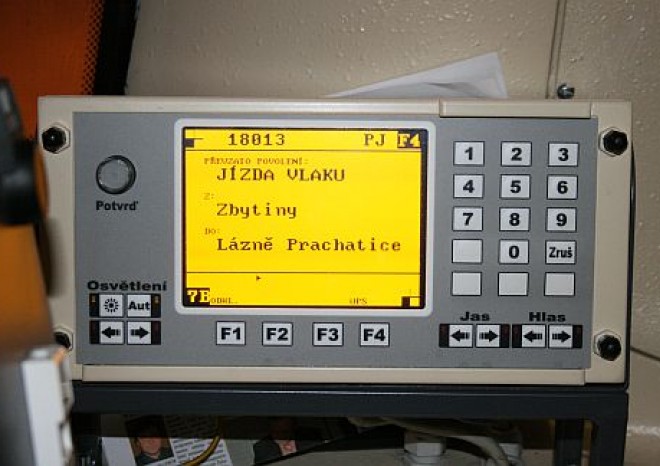 18013 PJ F4
PŘEVZATO POVOLENÍ:
JÍZDA VLAKU
Z:
Zbytiny
DO:
Lázně Prachatice
7B
Potvrď
Osvětlení
Aut
F1 F2 F3 F4
1 2 3
4 5 6
7 8 9
0 Zruš
Jas Hlas